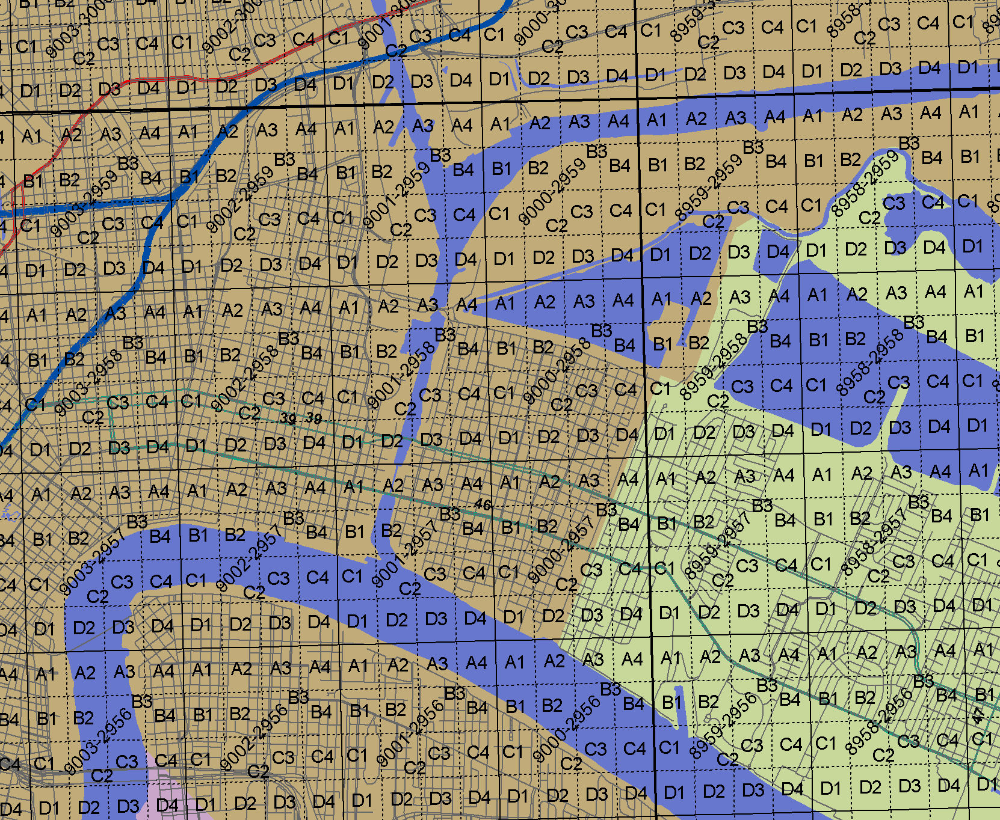 C1 C2 C3 C4 C1 C2 C3 C4 C1 C2 C3 C4 C1 C2 C3 C4 C1 C2 C3 C4 C1 C2 C3 C4 C1
D1 D2 D3 D4 D1 D2 D3 D4 D1 D2 D3 D4 D1 D2 D3 D4 D1 D2 D3 D4 D1 D2 D3 D4 D1
A1 A2 A3 A4 A1 A2 A3 A4 A1 A2 A3 A4 A1 A2 A3 A4 A1 A2 A3 A4 A1 A2 A3 A4 A1
B1 B2 B3 B4 B1 B2 B3 B4 B1 B2 B3 B4 B1 B2 B3 B4 B1 B2 B3 B4 B1 B2 B3 B4 B1
9003-2959 9002-2959 9001-2959 9000-2959 8959-2959 8958-2959
C1 C2 C3 C4 C1 C2 C3 C4 C1 C2 C3 C4 C1 C2 C3 C4 C1 C2 C3 C4 C1 C2 C3 C4 C1
D1 D2 D3 D4 D1 D2 D3 D4 D1 D2 D3 D4 D1 D2 D3 D4 D1 D2 D3 D4 D1 D2 D3 D4 D1
A1 A2 A3 A4 A1 A2 A3 A4 A1 A2 A3 A4 A1 A2 A3 A4 A1 A2 A3 A4 A1 A2 A3 A4 A1
B1 B2 B3 B4 B1 B2 B3 B4 B1 B2 B3 B4 B1 B2 B3 B4 B1 B2 B3 B4 B1 B2 B3 B4 B1
9003-2958 9002-2958 9001-2958 9000-2958 8959-2958 8958-2958
C4 C1 C2 C3 C4 C1 C2 C3 C4 C1 C2 C3 C4 C1 C2 C3 C4 C1 C2 C3 C4 C1 C2 C3 C4 C1
39 39
D4 D1 D2 D3 D4 D1 D2 D3 D4 D1 D2 D3 D4 D1 D2 D3 D4 D1 D2 D3 D4 D1 D2 D3 D4 D1
A4 A1 A2 A3 A4 A1 A2 A3 A4 A1 A2 A3 A4 A1 A2 A3 A4 A1 A2 A3 A4 A1 A2 A3 A4 A1
46
B4 B1 B2 B3 B4 B1 B2 B3 B4 B1 B2 B3 B4 B1 B2 B3 B4 B1 B2 B3 B4 B1 B2 B3 B4 B1
9003-2957 9002-2957 9001-2957 9000-2957 8959-2957 8958-2957
C4 C1 C2 C3 C4 C1 C2 C3 C4 C1 C2 C3 C4 C1 C2 C3 C4 C1 C2 C3 C4 C1 C2 C3 C4 C1
D4 D1 D2 D3 D4 D1 D2 D3 D4 D1 D2 D3 D4 D1 D2 D3 D4 D1 D2 D3 D4 D1 D2 D3 D4 D1
A4 A1 A2 A3 A4 A1 A2 A3 A4 A1 A2 A3 A4 A1 A2 A3 A4 A1 A2 A3 A4 A1 A2 A3 A4 A1
B4 B1 B2 B3 B4 B1 B2 B3 B4 B1 B2 B3 B4 B1 B2 B3 B4 B1 B2 B3 B4 B1 B2 B3 B4 B1
9003-2956 9002-2956 9001-2956 9000-2956 8959-2956 8958-2956
47
C4 C1 C2 C3 C4 C1 C2 C3 C4 C1 C2 C3 C4 C1 C2 C3 C4 C1 C2 C3 C4 C1 C2 C3 C4 C1
D4 D1 D2 D3 D4 D1 D2 D3 D4 D1 D2 D3 D4 D1 D2 D3 D4 D1 D2 D3 D4 D1 D2 D3 D4 D1